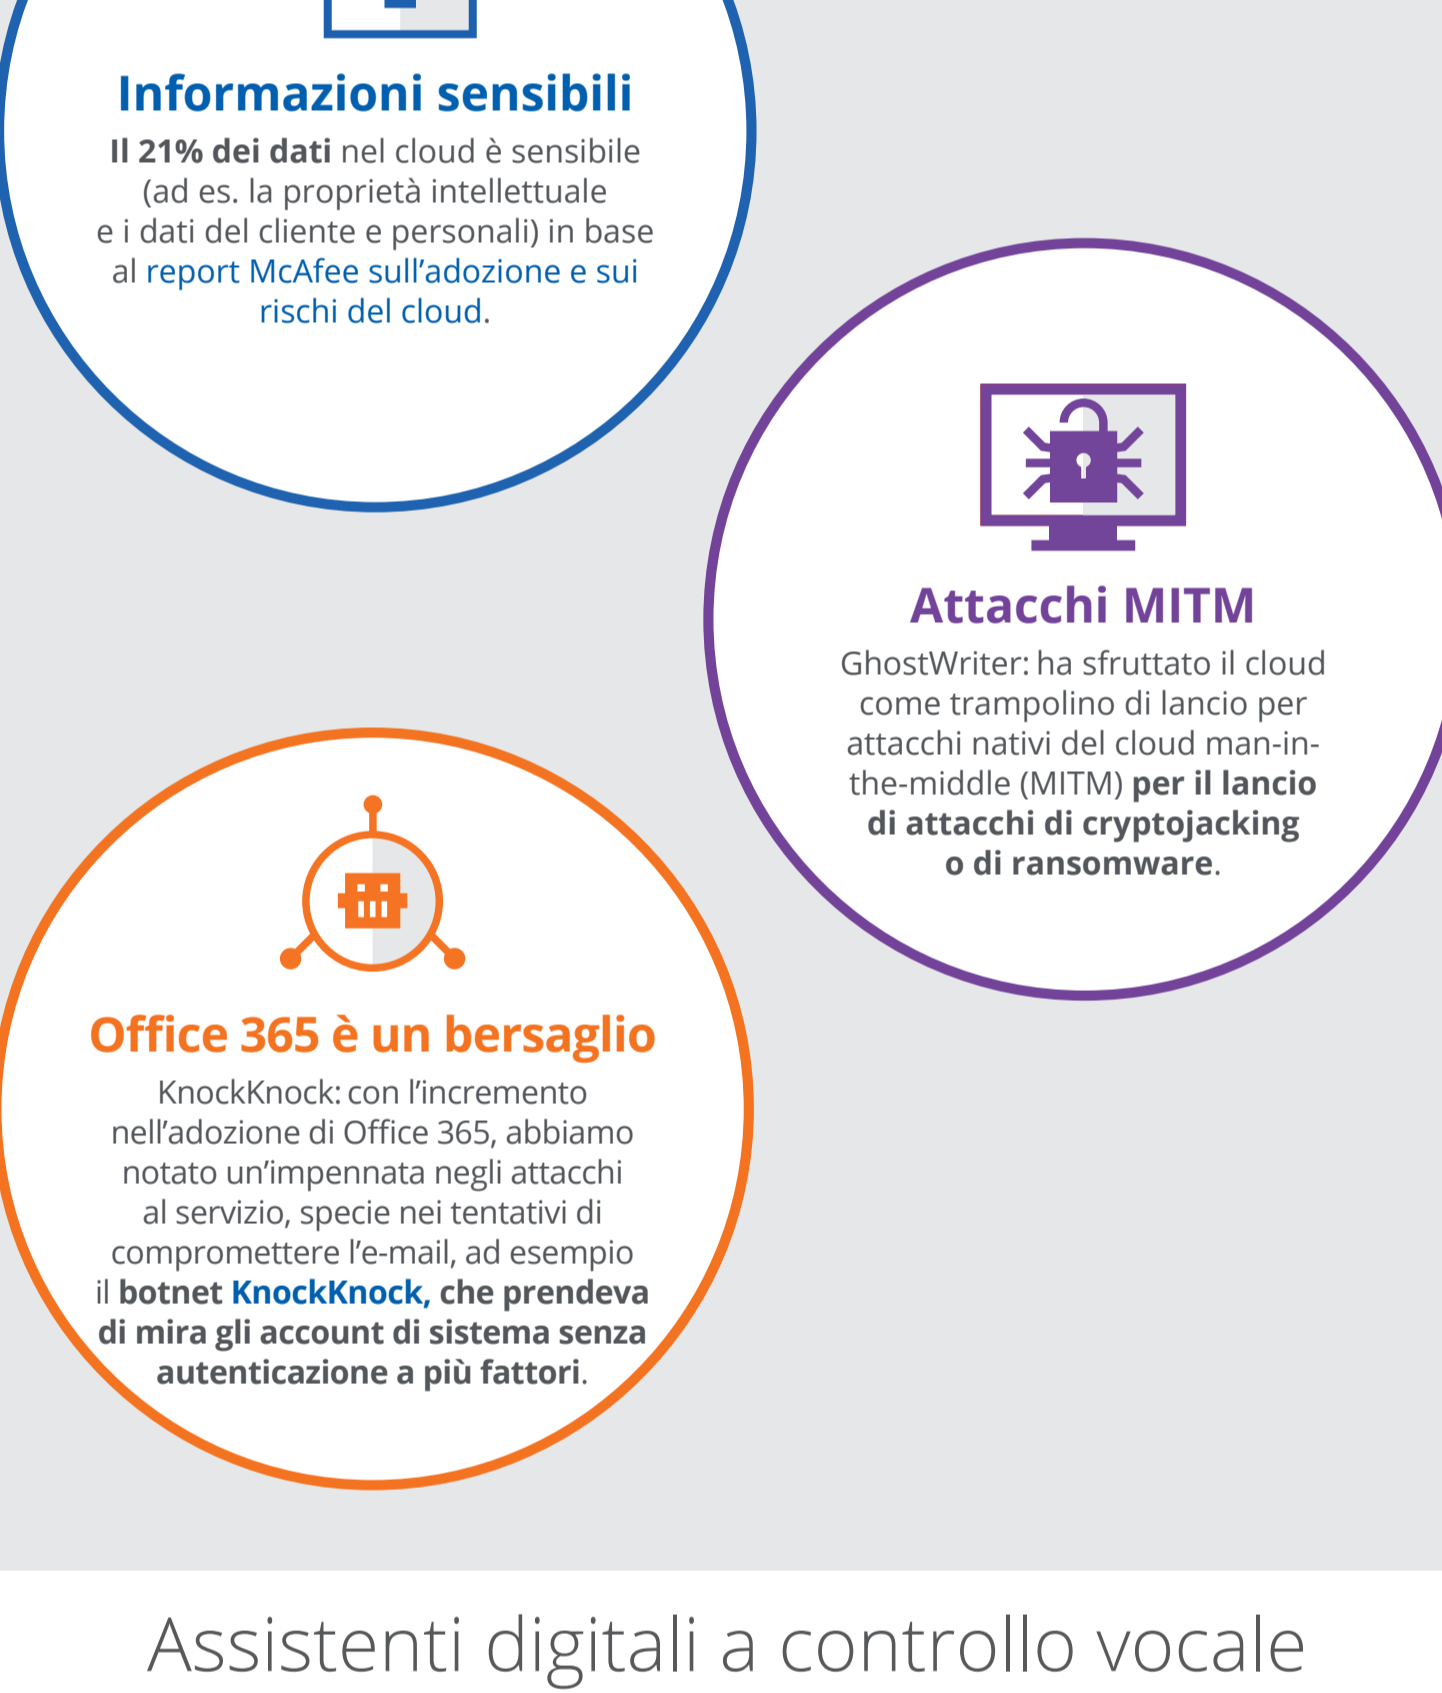 Informazioni sensibili
Il 21% dei dati nel cloud è sensibile
(ad es. la proprietà intellettuale
e i dati del cliente e personali) in base
al report McAfee sull’adozione e sui
rischi del cloud.
Attacchi MITM
GhostWriter: ha sfruttato il cloud
come trampolino di lancio per
attacchi nativi del cloud man-in-
the-middle (MITM) per il lancio
di attacchi di cryptojacking
o di ransomware.
Office 365 è un bersaglio
KnockKnock: con l’incremento
nell’adozione di Office 365, abbiamo
notato un’impennata negli attacchi
al servizio, specie nei tentativi di
compromettere l’e-mail, ad esempio
il botnet KnockKnock, che prendeva
di mira gli account di sistema senza
autenticazione a più fattori.
Assistenti digitali a controllo vocale